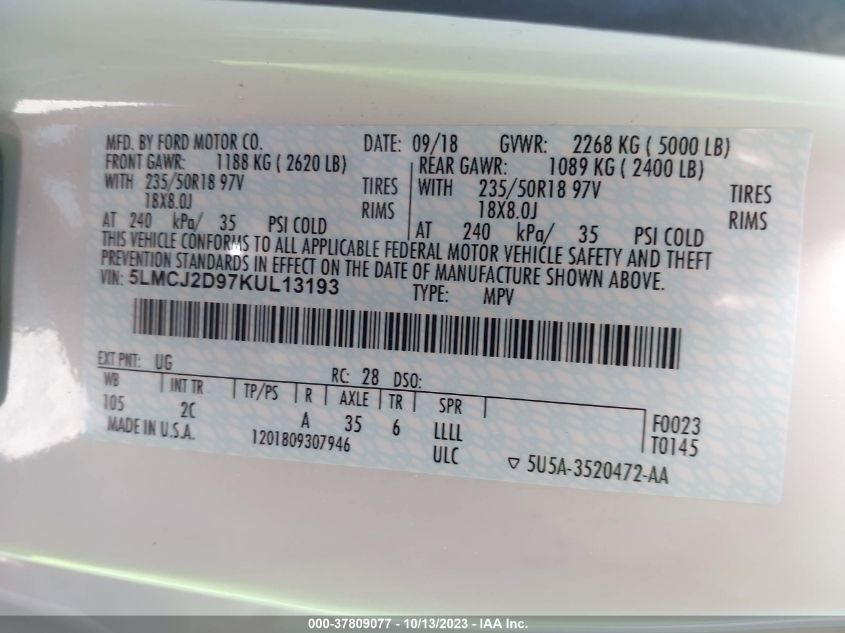 MFD. BY FORD MOTOR CO. DATE: 09/18 GVWR: 2268 KG ( 5000 LB)
FRONT GAWR: 1188 KG ( 2620 LB) REAR GAWR: 1089 KG ( 2400 LB)
WITH 235/50R18 97V TIRES WITH 235/50R18 97V TIRES
18X8.0J RIMS 18X8.0J RIMS
AT 240 kPa/ 35 PSI COLD AT 240 kPa/ 35 PSI COLD
THIS VEHICLE CONFORMS TO ALL APPLICABLE FEDERAL MOTOR VEHICLE SAFETY AND THEFT
PREVENTION STANDARDS IN EFFECT ON THE DATE OF MANUFACTURE SHOWN ABOVE.
VIN: 5LMCJ2D97KUL13193 TYPE: MPV
EXT PNT: UG RC: 28 DSO:
WB INT TR TP/PS R AXLE TR SPR
105 2C A 35 6 LLLL F0023
MADE IN U.S.A. 1201809307946 ULC T0145
5U5A-3520472-AA
000-37809077 - 10/13/2023 - IAA Inc.